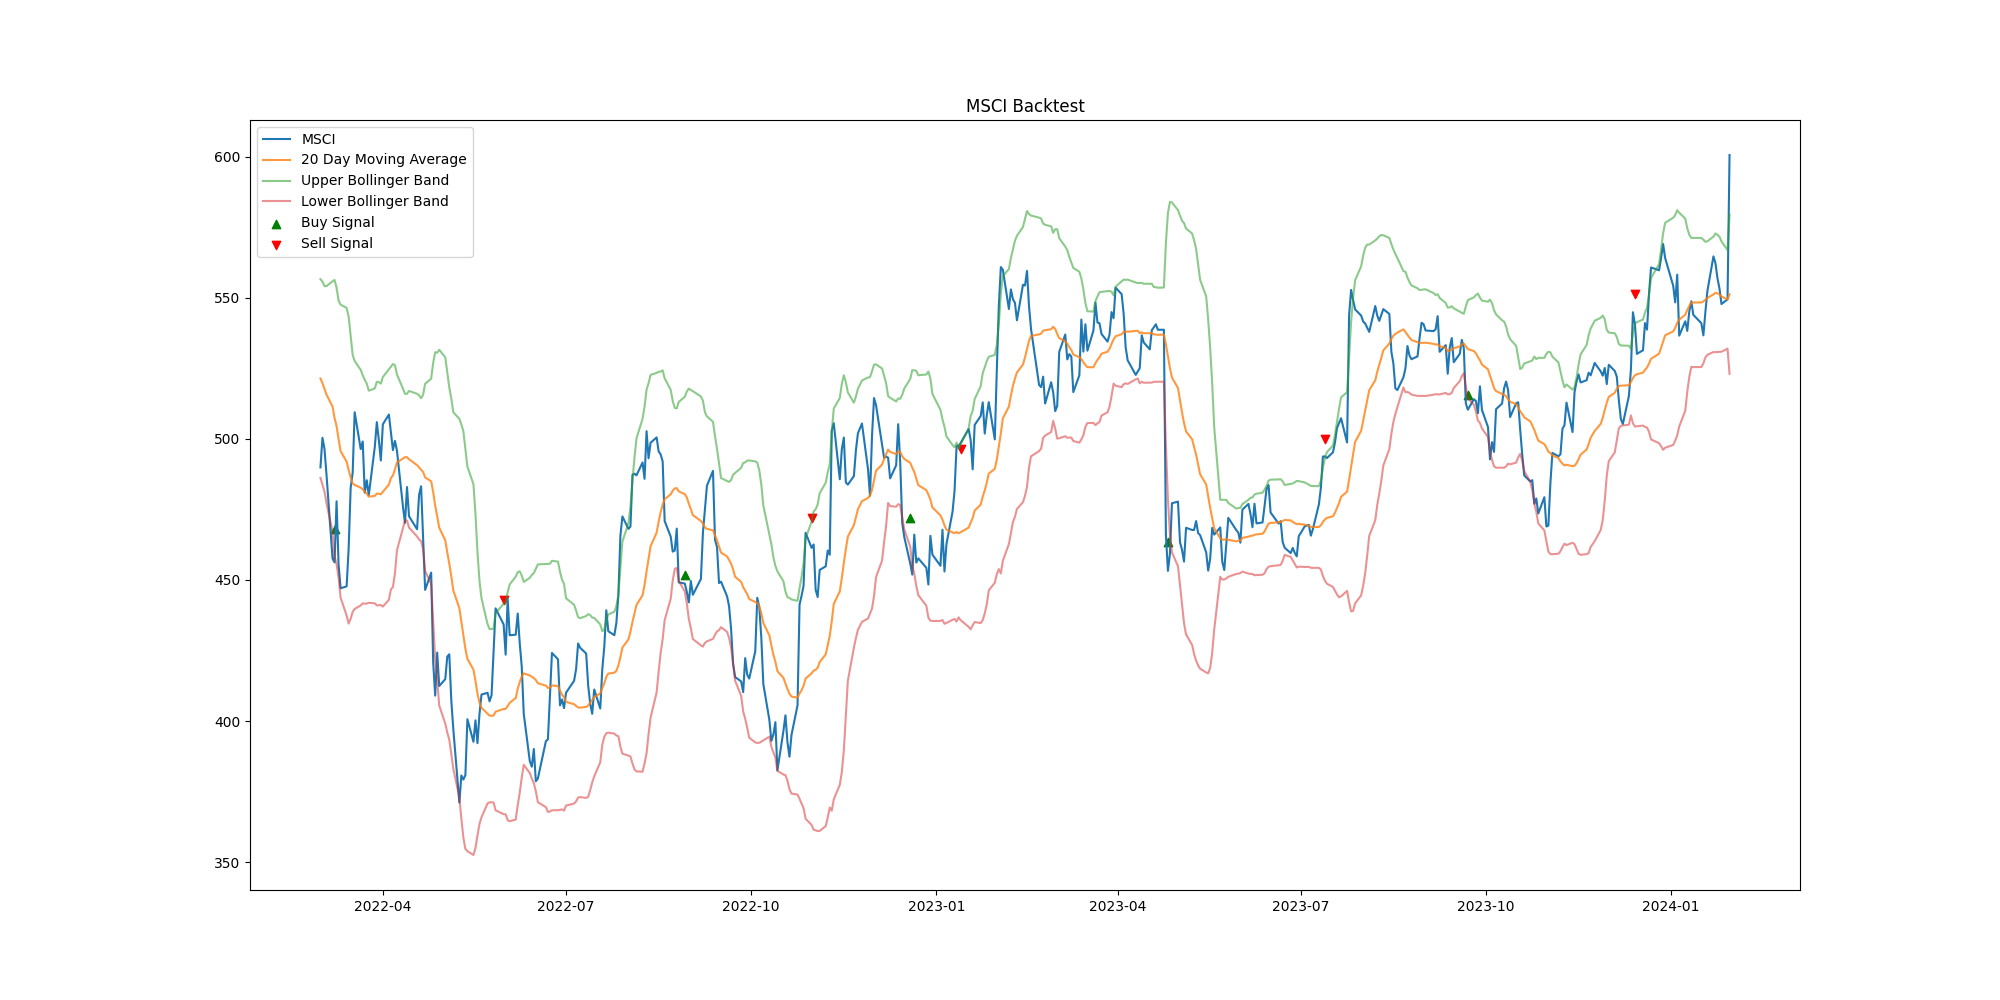 MSCI Backtest
MSCI
20 Day Moving Average
Upper Bollinger Band
Lower Bollinger Band
Buy Signal
Sell Signal
600
550
500
450
400
350
2022-04
2022-07
2022-10
2023-01
2023-04
2023-07
2023-10
2024-01